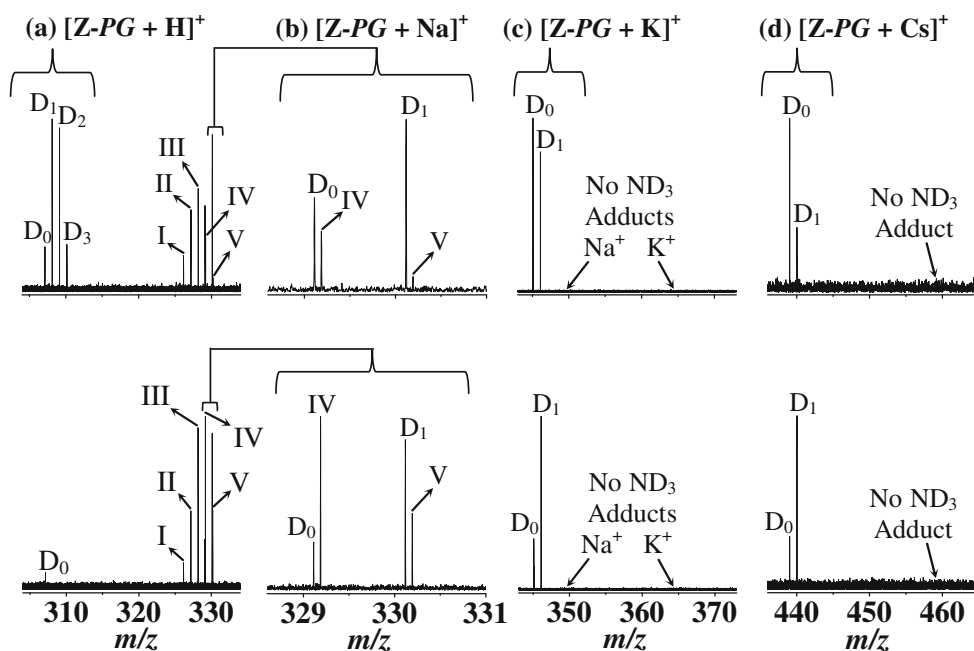 (a) [Z-PG + H]⁺
(b) [Z-PG + Na]⁺
(c) [Z-PG + K]⁺
(d) [Z-PG + Cs]⁺
D₁
D₂
D₀
D₃
III
II
I
IV
V
D₀
IV
D₁
V
D₀
D₁
No ND₃
Adducts
Na⁺ K⁺
D₀
D₁
No ND₃
Adduct
D₀
III
II
I
IV
V
IV
D₀
D₁
V
D₁
D₀
No ND₃
Adducts
Na⁺ K⁺
D₁
D₀
No ND₃
Adduct
310 320 330
329 330 331
350 360 370
440 450 460
m/z m/z m/z m/z